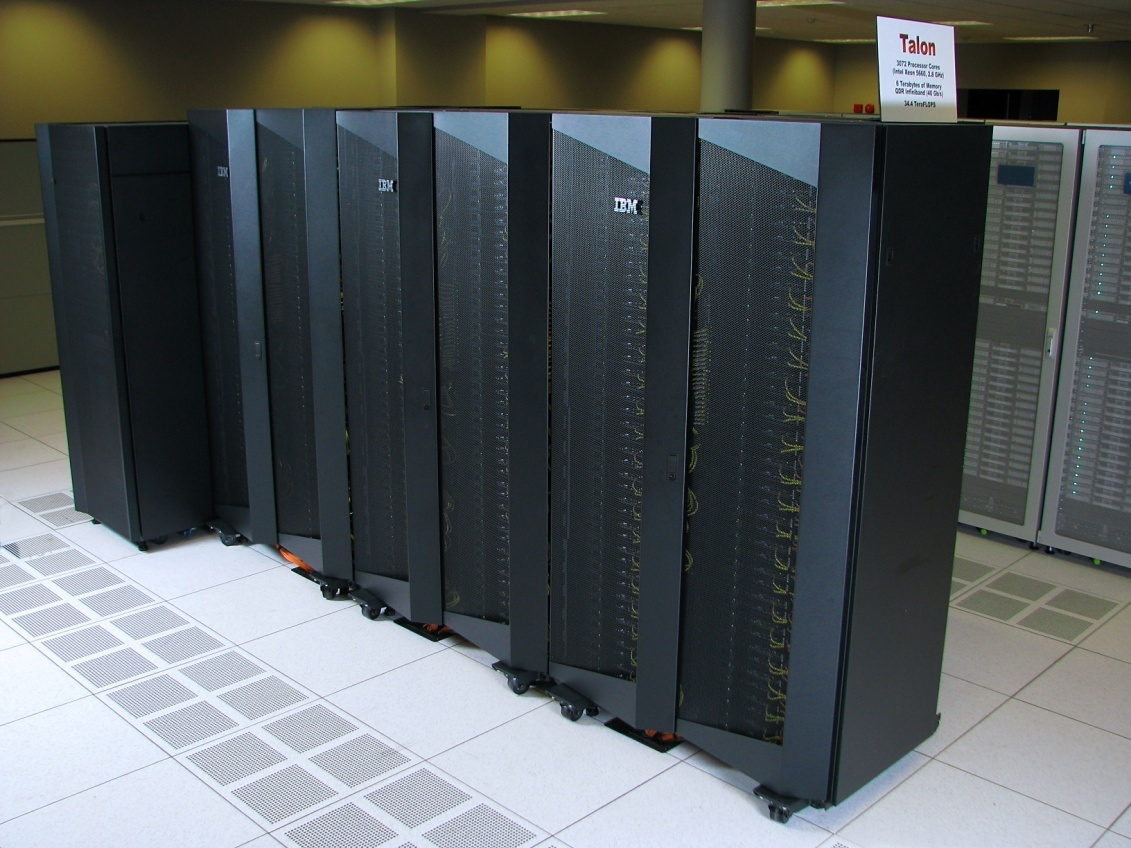 Talon
3072 Processor Cores
(Intel Xeon 5660, 2.8 GHz)
6 Terabytes of Memory
QDR Infiniband (40 Gb/s)
34.4 TeraFLOPS
IBM
IBM
IBM